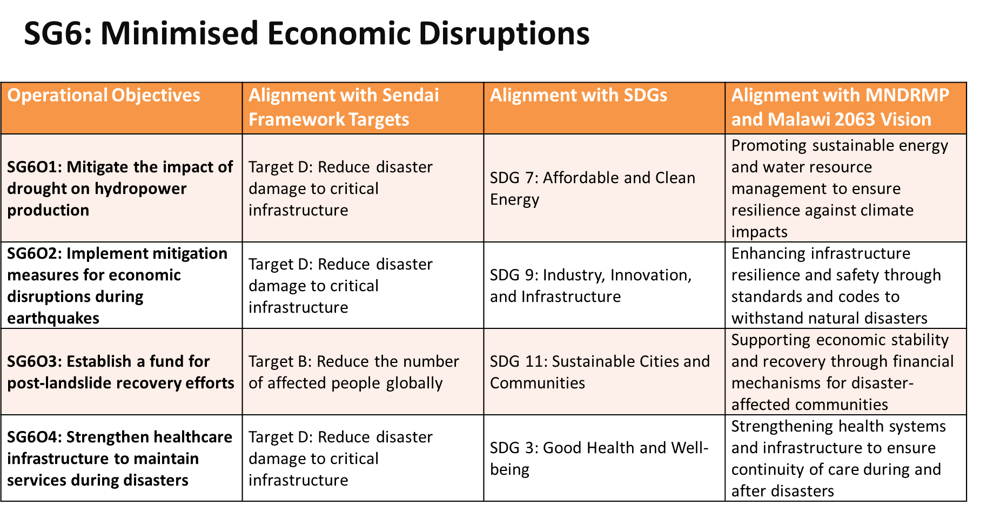 SG6: Minimised Economic Disruptions
Operational Objectives
Alignment with Sendai
Framework Targets
Alignment with SDGs
Alignment with MNDRMP
and Malawi 2063 Vision
SG6O1: Mitigate the impact of
drought on hydropower
production
Target D: Reduce disaster
damage to critical
infrastructure
SDG 7: Affordable and Clean
Energy
Promoting sustainable energy
and water resource
management to ensure
resilience against climate
impacts
SG6O2: Implement mitigation
measures for economic
disruptions during
earthquakes
Target D: Reduce disaster
damage to critical
infrastructure
SDG 9: Industry, Innovation,
and Infrastructure
Enhancing infrastructure
resilience and safety through
standards and codes to
withstand natural disasters
SG6O3: Establish a fund for
post-landslide recovery efforts
Target B: Reduce the number
of affected people globally
SDG 11: Sustainable Cities and
Communities
Supporting economic stability
and recovery through financial
mechanisms for disaster-
affected communities
SG6O4: Strengthen healthcare
infrastructure to maintain
services during disasters
Target D: Reduce disaster
damage to critical
infrastructure
SDG 3: Good Health and Well-
being
Strengthening health systems
and infrastructure to ensure
continuity of care during and
after disasters